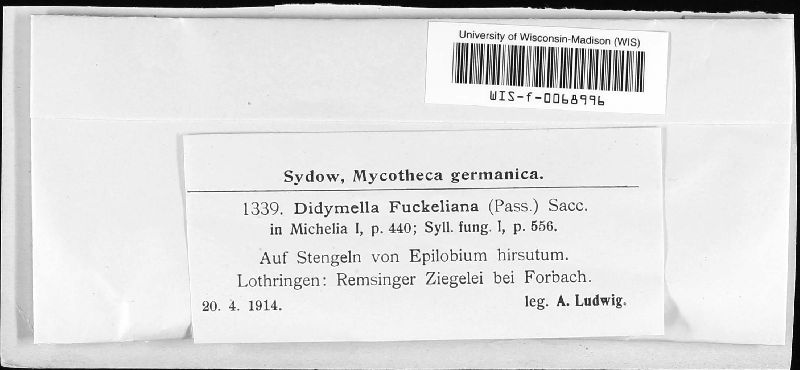 University of Wisconsin-Madison (WIS)
WIS-f-0068996
Sydow, Mycotheca germanica.
1339. Didymella Fuckeliana (Pass.) Sacc.
in Michelia I, p. 440; Syll. fung. I, p. 556.
Auf Stengeln von Epilobium hirsutum.
Lothringen: Remsinger Ziegelei bei Forbach.
20. 4. 1914. leg. A. Ludwig.